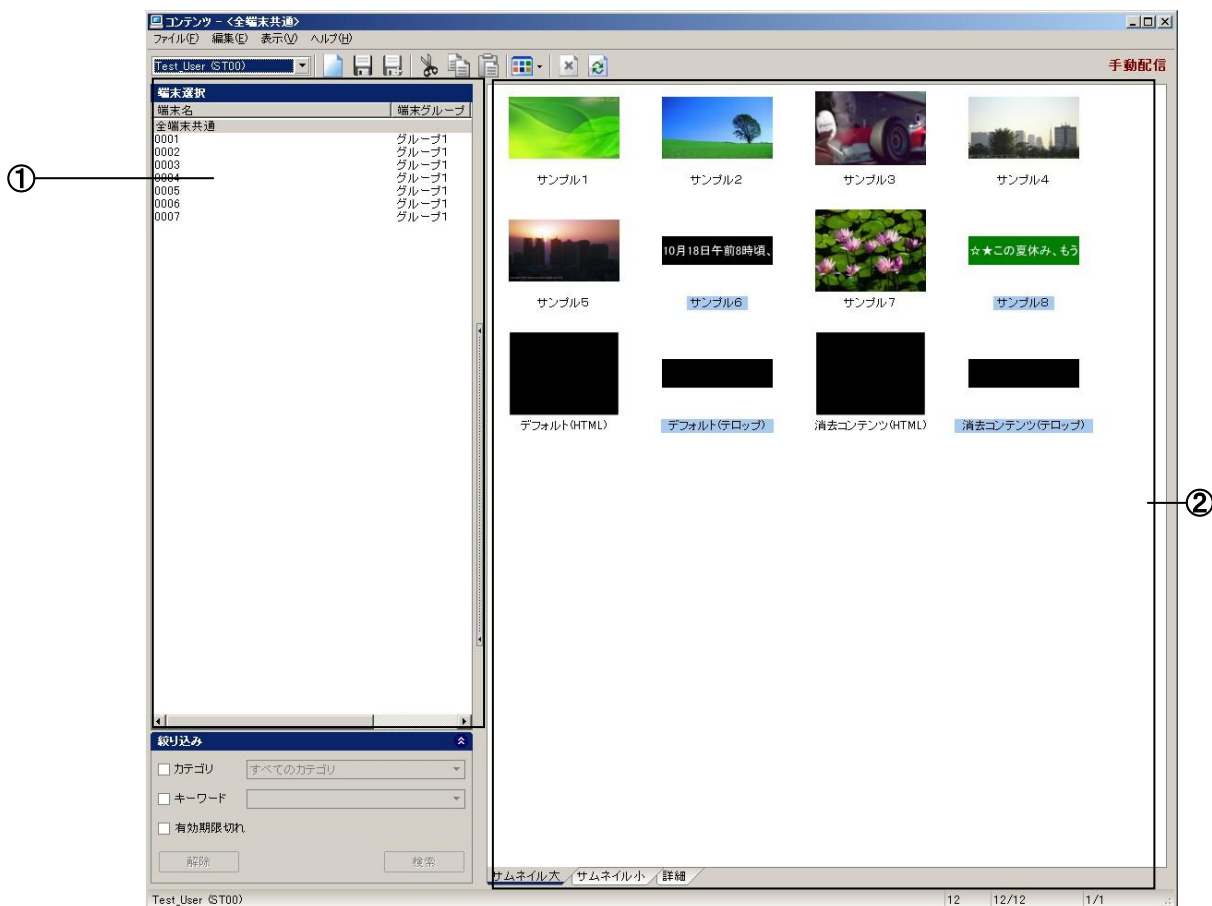 コンテンツ - <全端末共通>
ファイル(F) 編集(E) 表示(V) ヘルプ(H)
Test_User (ST00)
手動配信
端末選択
端末名 端末グループ
全端末共通
0001 グループ1
0002 グループ1
0003 グループ1
0004 グループ1
0005 グループ1
0006 グループ1
0007 グループ1
①
サンプル1 サンプル2 サンプル3 サンプル4
10月18日午前8時頃、
☆★この夏休み、もう
サンプル5 サンプル6 サンプル7 サンプル8
デフォルト(HTML) デフォルト(テロップ) 消去コンテンツ(HTML) 消去コンテンツ(テロップ)
②
絞り込み
カテゴリ すべてのカテゴリ
キーワード
有効期限切れ
解除 検索
サムネイル大 サムネイル小 詳細
Test_User (ST00) 12 12/12 1/1